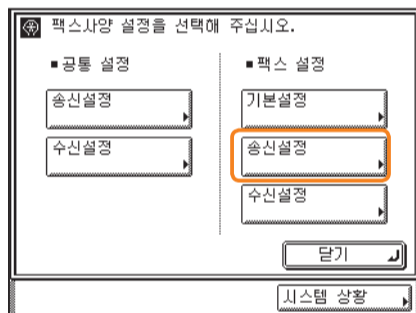 팩스사양 설정을 선택해 주십시오.
■공통 설정
송신설정
수신설정
■팩스 설정
기본설정
송신설정
수신설정
닫기
시스템 상황